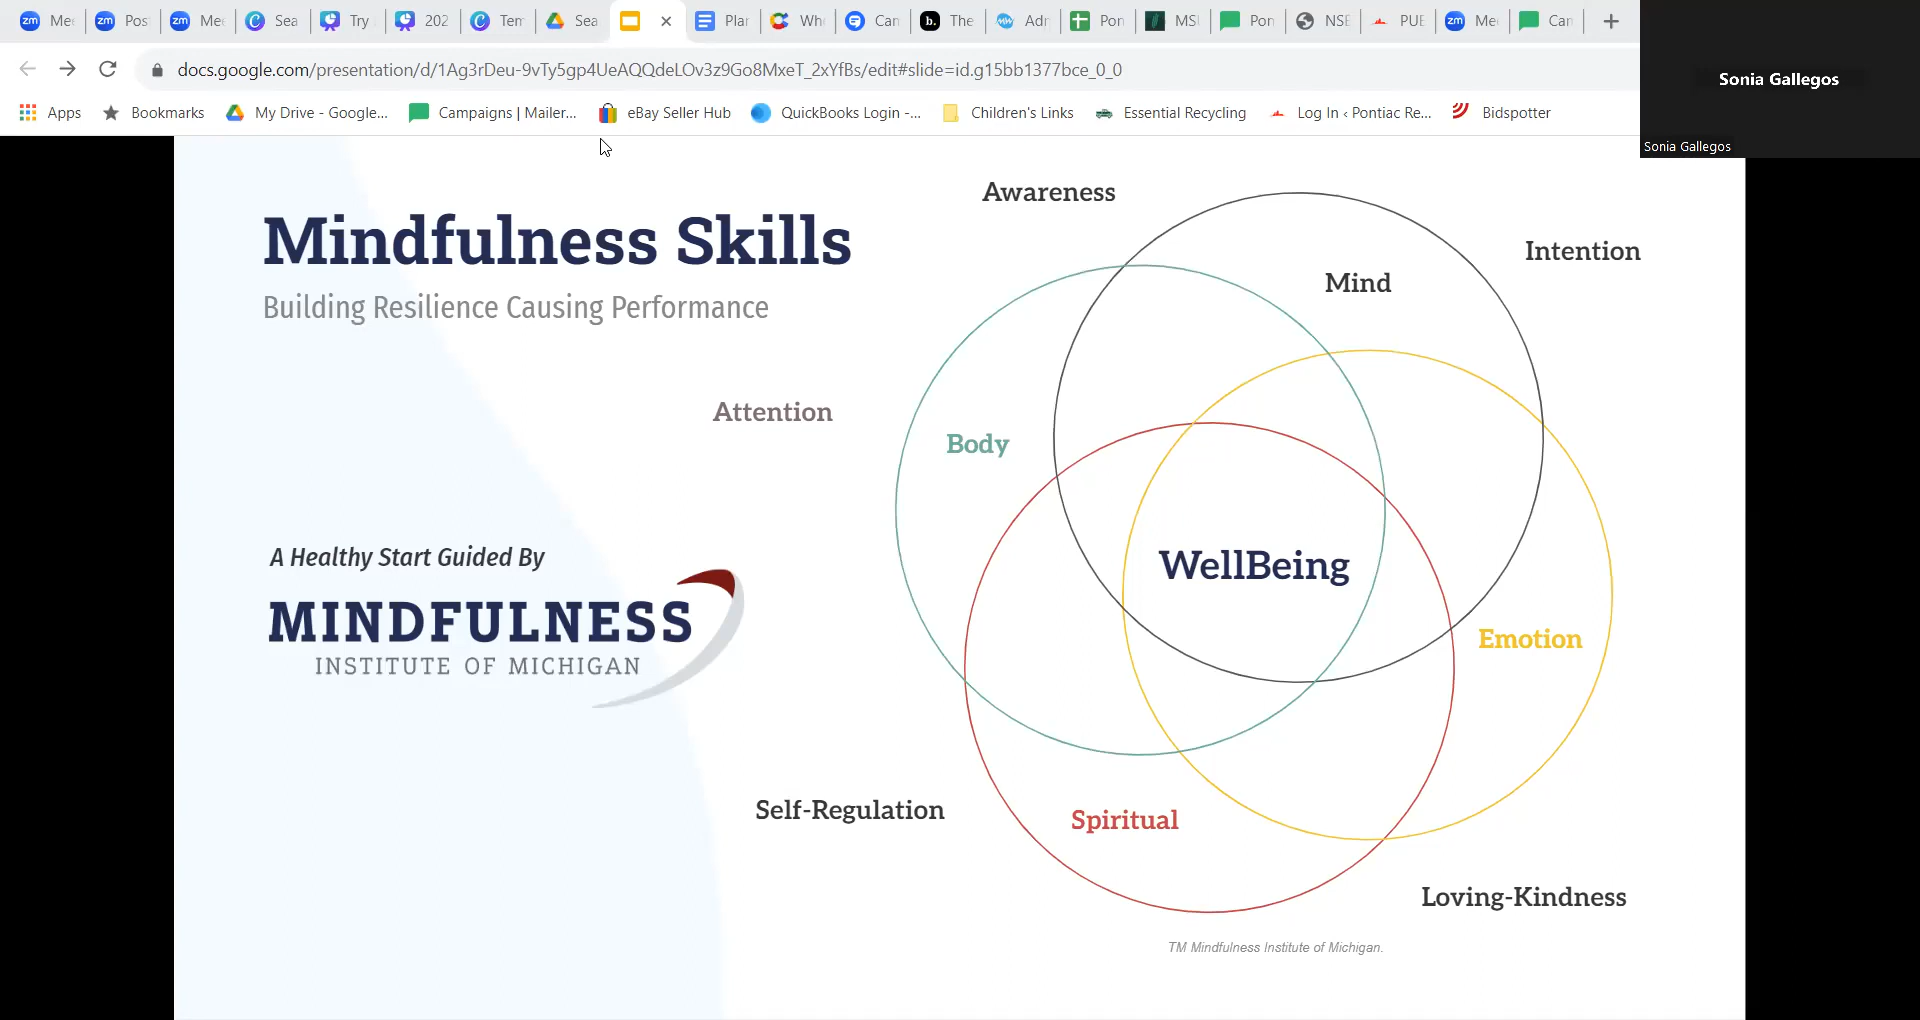 Me
Pos
Me
Sea
Try
202
Tem
Sea
Plar
Who
Can
The
Adr
Pon
MSU
Pon
NSE
PUE
Me
Can
docs.google.com/presentation/d/1Ag3rDeu-9vTy5gp4UeAQQdeLOv3z9Go8MxeT_2xYfBs/edit#slide=id.g15bb1377bce_0_0
Apps
Bookmarks
My Drive - Google...
Campaigns | Mailer...
eBay Seller Hub
QuickBooks Login -...
Children's Links
Essential Recycling
Log In ‹ Pontiac Re...
Bidspotter
Sonia Gallegos
Sonia Gallegos
Mindfulness Skills
Building Resilience Causing Performance
Awareness
Intention
Mind
Attention
Body
WellBeing
A Healthy Start Guided By
MINDFULNESS
INSTITUTE OF MICHIGAN
Emotion
Self-Regulation
Spiritual
Loving-Kindness
TM Mindfulness Institute of Michigan.